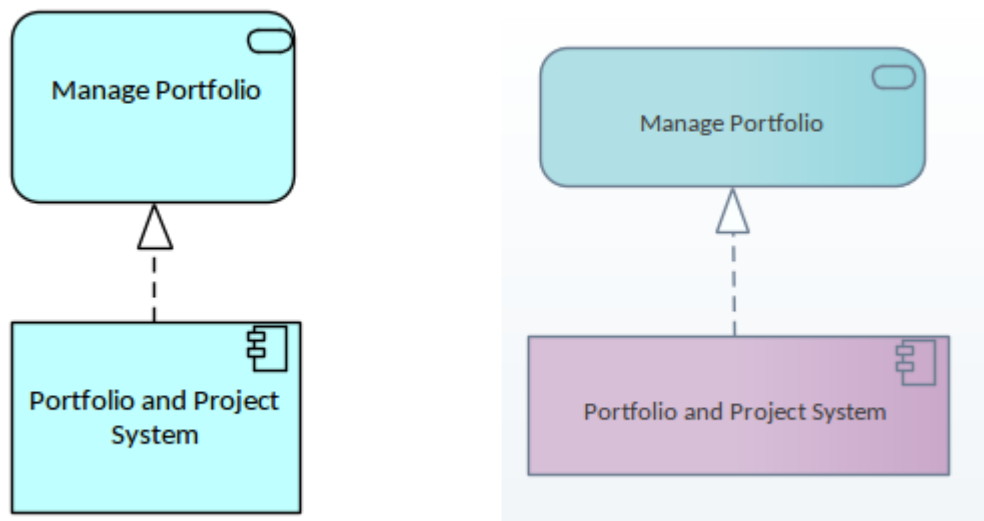 Manage Portfolio
Portfolio and Project
System
Manage Portfolio
Portfolio and Project System